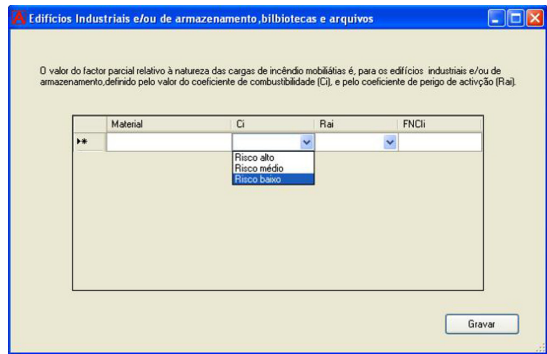 Edifícios Industriais e/ou de armazenamento,bilbiotecas e arquivos
O valor do factor parcial relativo à natureza das cargas de incêndio mobiliátias é, para os edifícios industriais e/ou de
armazenamento,definido pelo valor do coeficiente de combustibilidade (Ci), e pelo coeficiente de perigo de activção (Rai).
Material Ci Rai FNCIi
Risco alto
Risco médio
Risco baixo
Gravar